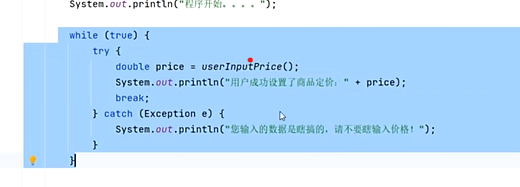 System.out.println("程序开始。。。。");
while (true) {
try {
double price = userInputPrice();
System.out.println("用户成功设置了商品定价：" + price);
break;
} catch (Exception e) {
System.out.println("您输入的数据是瞎搞的，请不要瞎输入价格！");
}
}